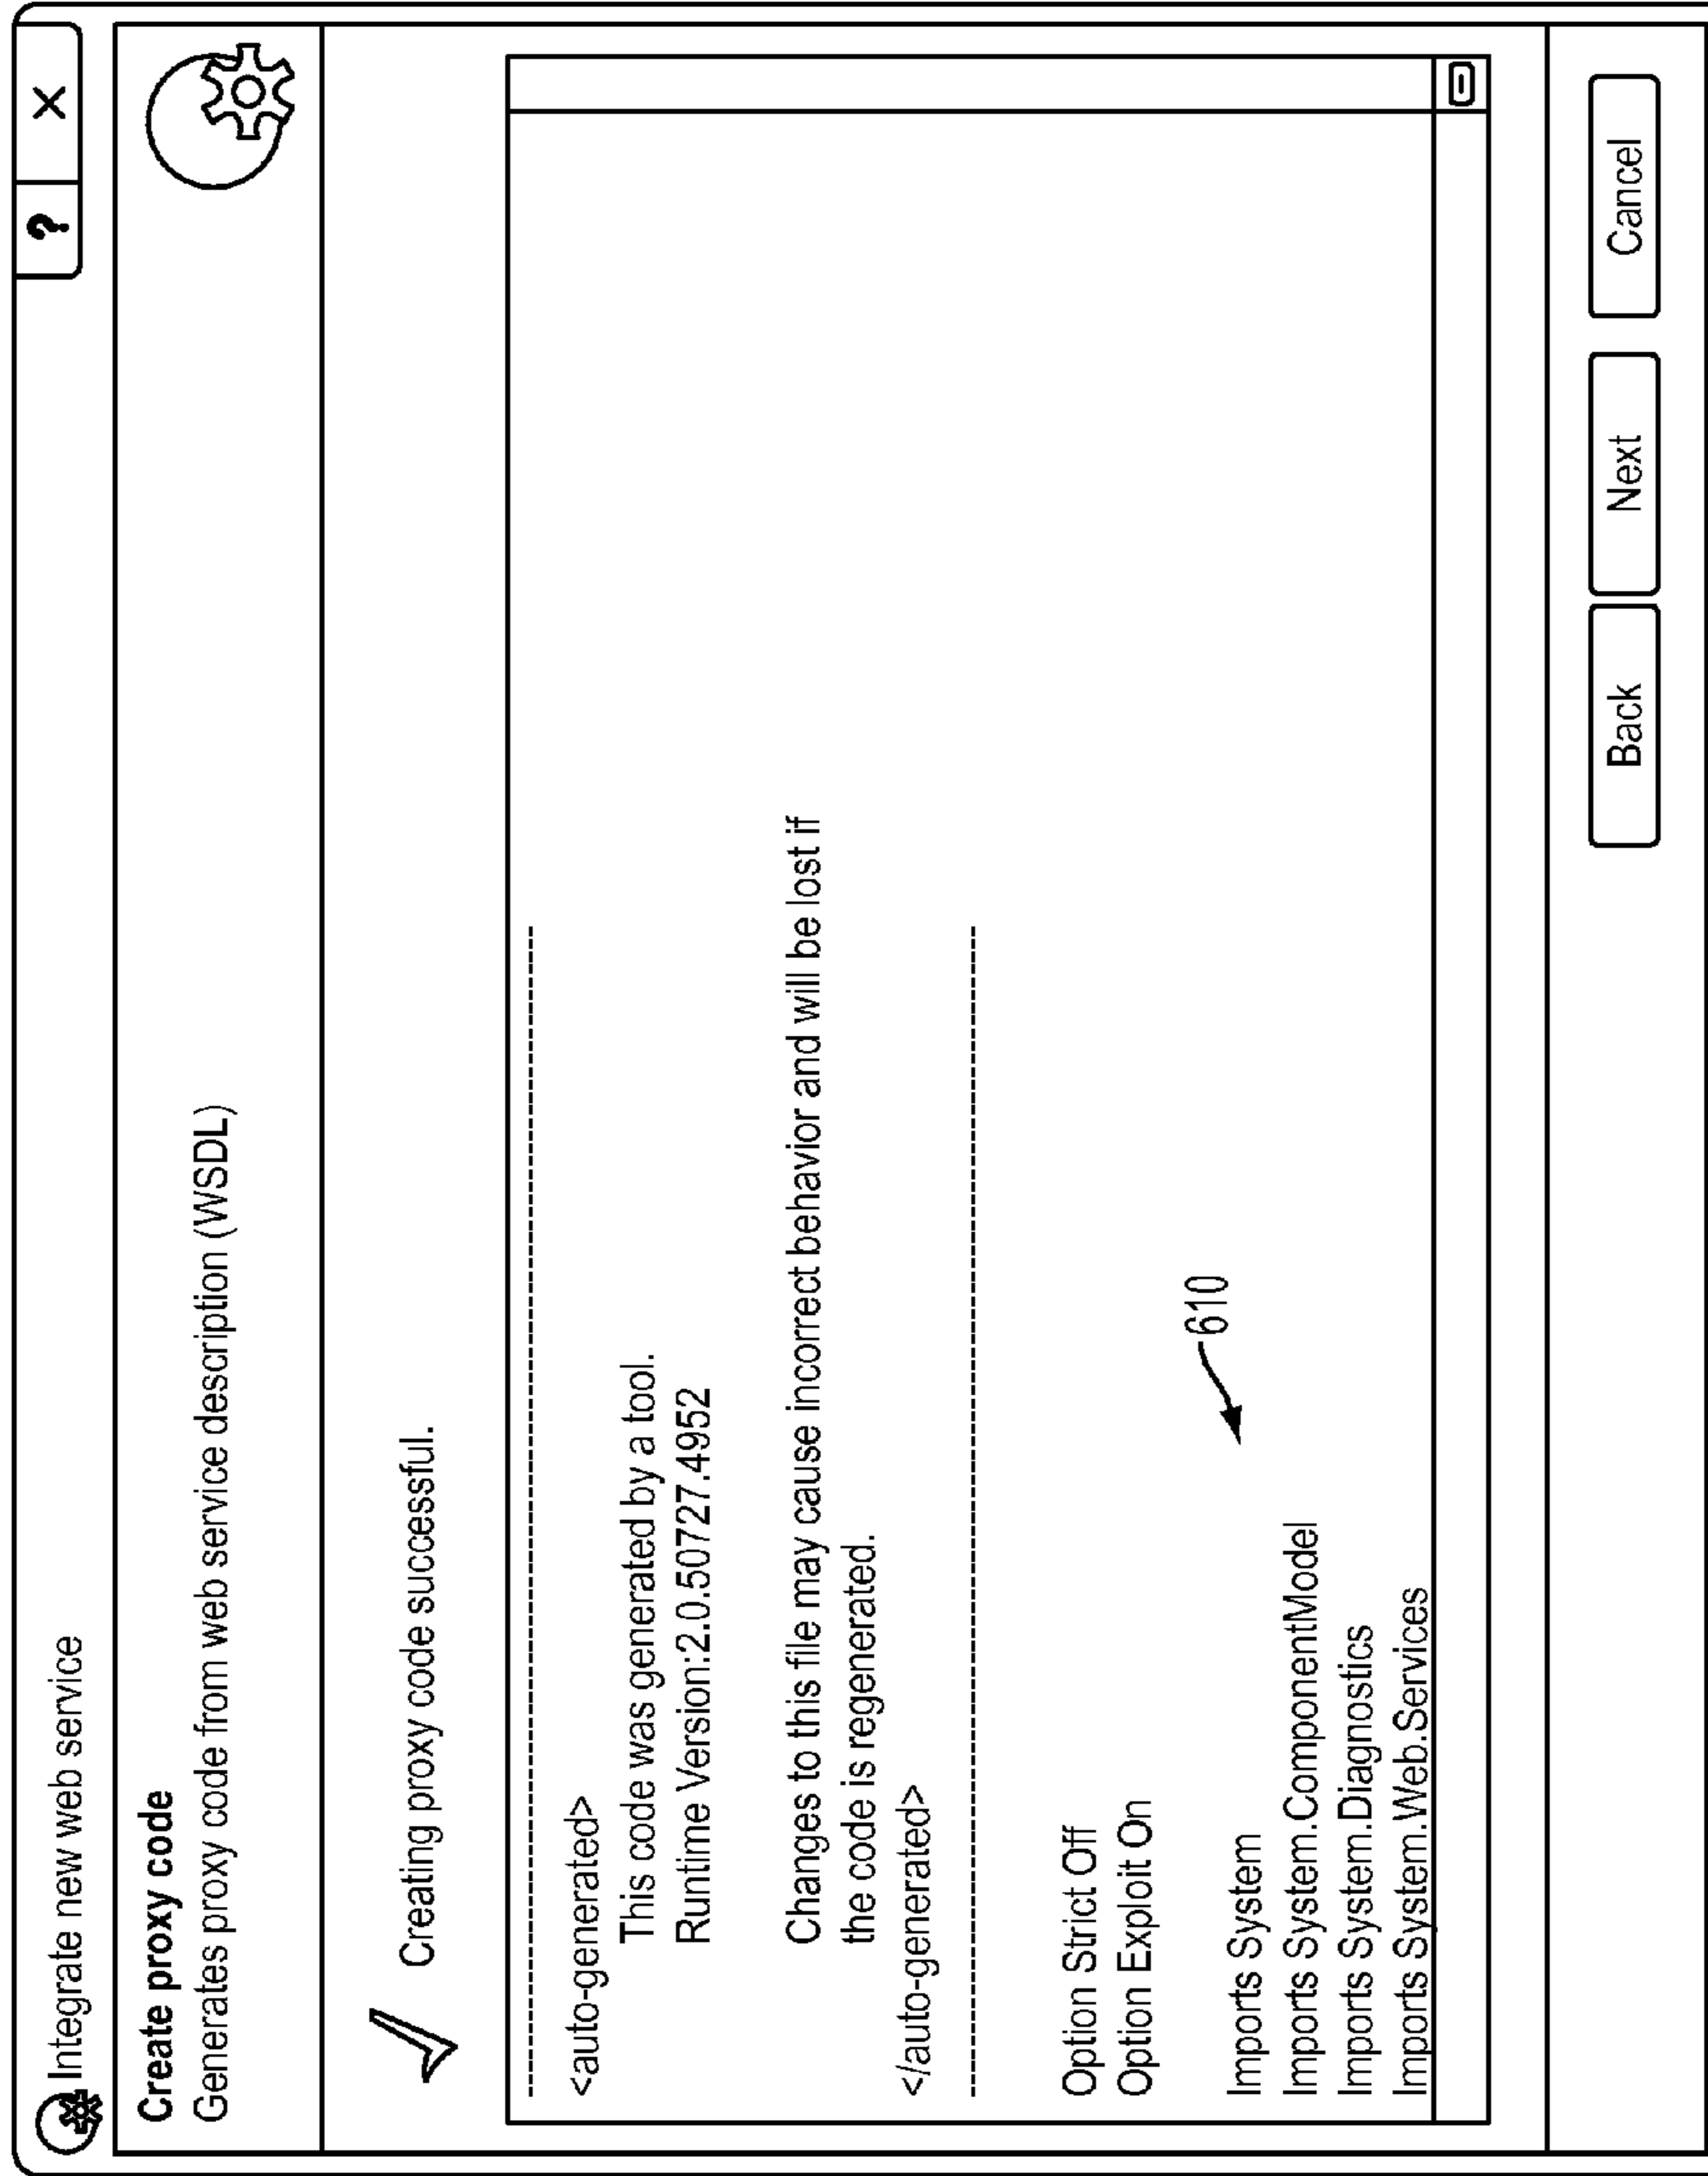 Integrate new web service
? X
Create proxy code
Generates proxy code from web service description (WSDL)
Creating proxy code successful.
<auto-generated>
This code was generated by a tool.
Runtime Version:2.0.50727.4952
Changes to this file may cause incorrect behavior and will be lost if
the code is regenerated.
</auto-generated>
Option Strict Off
Option Exploit On
610
Imports System
Imports System.ComponentModel
Imports System.Diagnostics
Imports System.Web.Services
Back Next Cancel